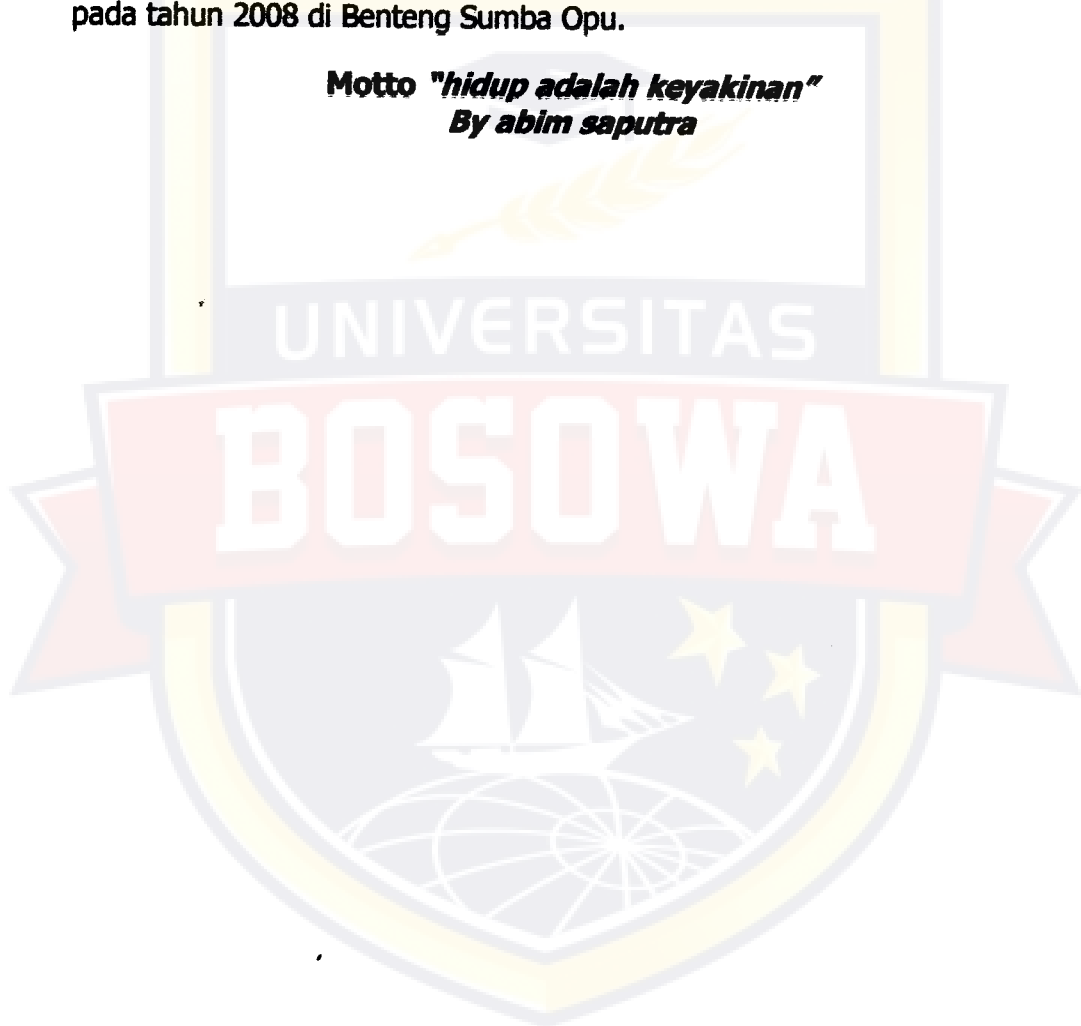 pada tahun 2008 di Benteng Sumba Opu.
Motto "hidup adalah keyakinan"
By abim saputra
UNIVERSITAS
BOSOWA